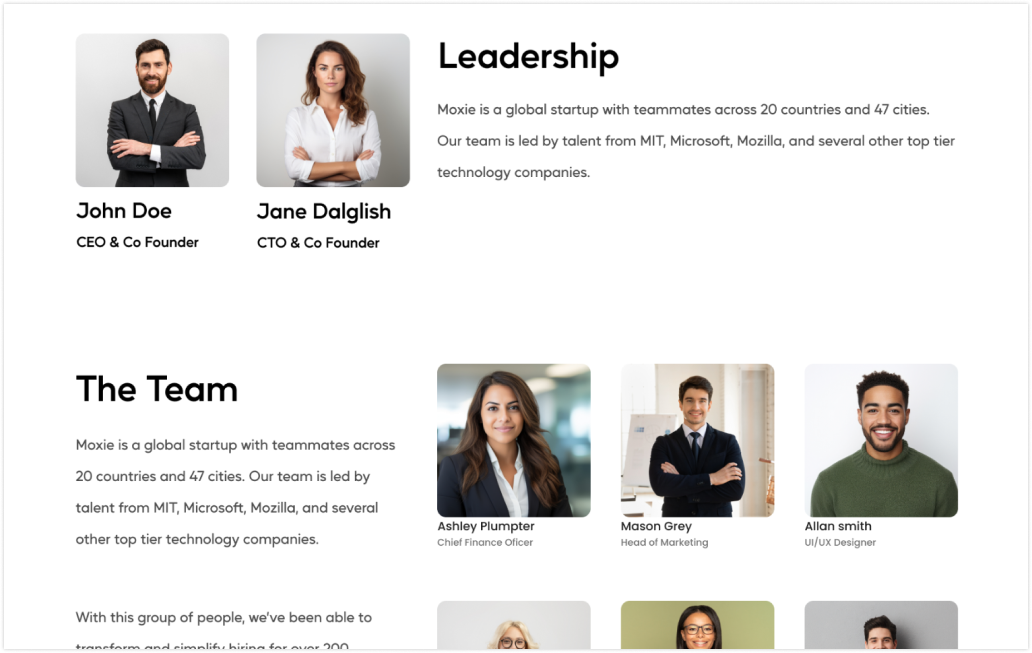 Leadership
Moxie is a global startup with teammates across 20 countries and 47 cities.
Our team is led by talent from MIT, Microsoft, Mozilla, and several other top tier
technology companies.
John Doe
CEO & Co Founder
Jane Dalglish
CTO & Co Founder
The Team
Moxie is a global startup with teammates across
20 countries and 47 cities. Our team is led by
talent from MIT, Microsoft, Mozilla, and several
other top tier technology companies.
With this group of people, we've been able to
transform and simplify hiring for over 200
Ashley Plumpter
Chief Finance Oficer
Mason Grey
Head of Marketing
Allan smith
UI/UX Designer